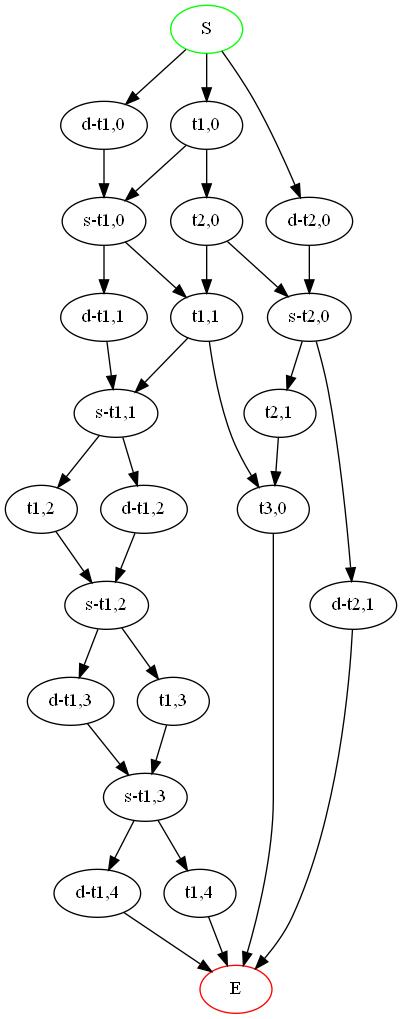 S
d-t1,0
t1,0
s-t1,0
t2,0
d-t2,0
d-t1,1
t1,1
s-t2,0
s-t1,1
t2,1
t1,2
d-t1,2
t3,0
s-t1,2
d-t2,1
d-t1,3
t1,3
s-t1,3
d-t1,4
t1,4
E